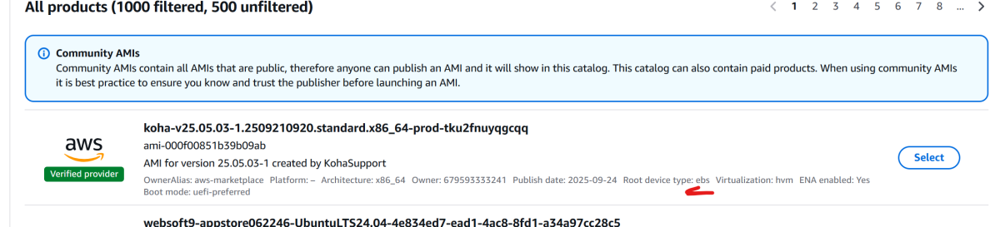 All products (1000 filtered, 500 unfiltered)
< 1 2 3 4 5 6 7 8 ... >
Community AMIs
Community AMIs contain all AMIs that are public, therefore anyone can publish an AMI and it will show in this catalog. This catalog can also contain paid products. When using community AMIs
it is best practice to ensure you know and trust the publisher before launching an AMI.
koha-v25.05.03-1.2509210920.standard.x86_64-prod-tku2fnuyqgcqq
aws
ami-000f00851b39b09ab
Select
AMI for version 25.05.03-1 created by KohaSupport
Verified provider
OwnerAlias: aws-marketplace Platform: – Architecture: x86_64 Owner: 679593333241 Publish date: 2025-09-24 Root device type: ebs Virtualization: hvm ENA enabled: Yes
Boot mode: uefi-preferred
websoft9-appstore062246-UbuntuLTS24.04-4e834ed7-ead1-4ac8-8fd1-a34a97cc28c5